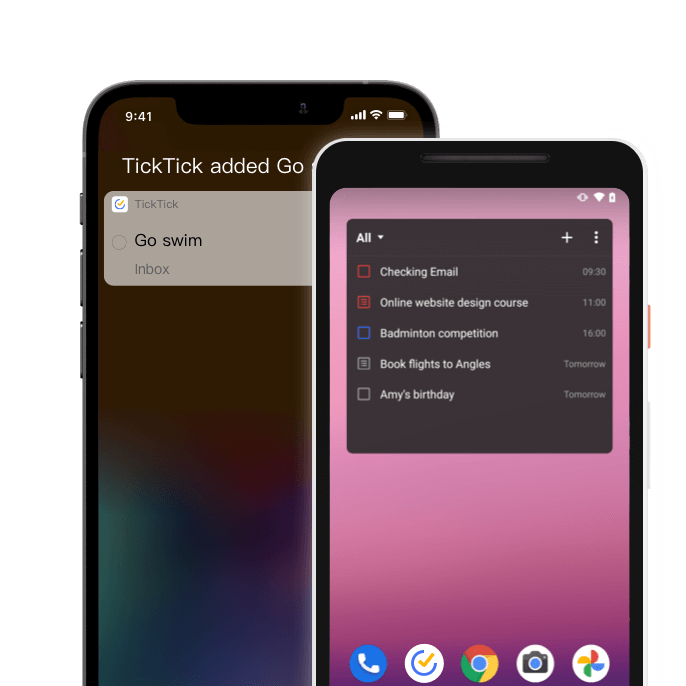 9:41
TickTick added Go
TickTick
Go swim
Inbox
All
Checking Email 09:30
Online website design course 11:00
Badminton competition 16:00
Book flights to Angles Tomorrow
Amy's birthday Tomorrow